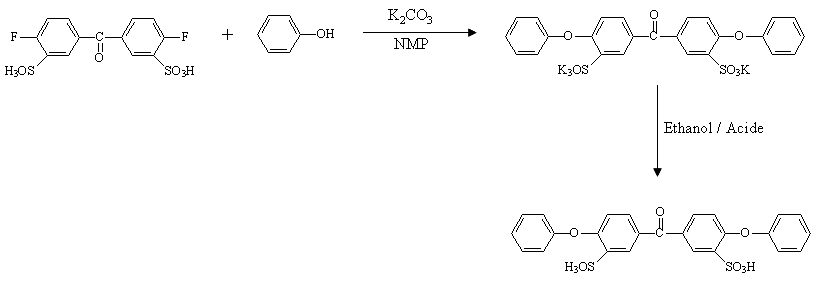 F C F
O
H₃OS SO₃H
+
OH
K₂CO₃
NMP
O
O C O
K₃OS SO₃K
Ethanol / Acide
O
O C O
H₃OS SO₃H